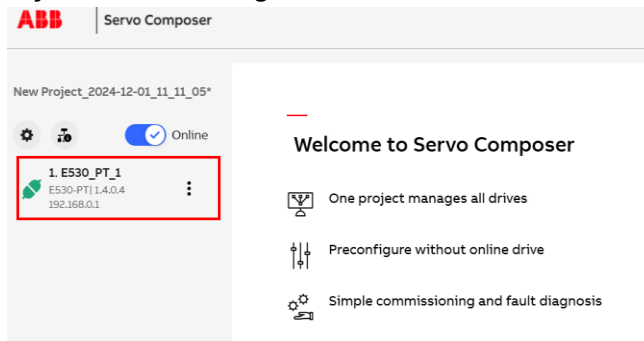 ABB
Servo Composer
New Project_2024-12-01_11_11_05*
Online
1. E530_PT_1
E530-PT| 1.4.0.4
192.168.0.1
Welcome to Servo Composer
One project manages all drives
Preconfigure without online drive
Simple commissioning and fault diagnosis